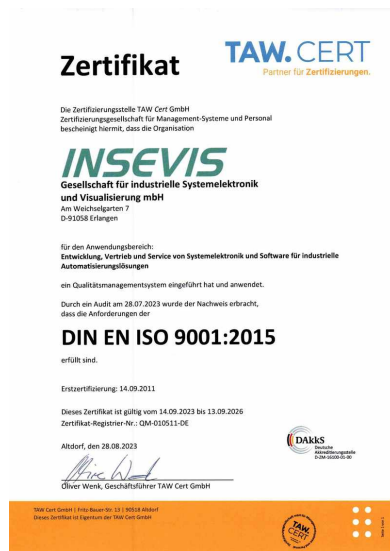 Zertifikat
TAW. CERT
Partner für Zertifizierungen.
Die Zertifizierungsstelle TAW Cert GmbH
Zertifizierungsgesellschaft für Management-Systeme und Personal
bescheinigt hiermit, dass die Organisation
INSEVIS
Gesellschaft für industrielle Systemelektronik
und Visualisierung mbH
Am Weichselgarten 7
D-91058 Erlangen
für den Anwendungsbereich:
Entwicklung, Vertrieb und Service von Systemelektronik und Software für industrielle
Automatisierungslösungen
ein Qualitätsmanagementsystem eingeführt hat und anwendet.
Durch ein Audit am 28.07.2023 wurde der Nachweis erbracht,
dass die Anforderungen der
DIN EN ISO 9001:2015
erfüllt sind.
Erstzertifizierung: 14.09.2011
Dieses Zertifikat ist gültig vom 14.09.2023 bis 13.09.2026
Zertifikat-Registrier-Nr.: QM-010511-DE
Altdorf, den 28.08.2023
DAkkS
Deutsche
Akkreditierungsstelle
D-ZM-16100-01-00
Oliver Wenk, Geschäftsführer TAW Cert GmbH
TAW Cert GmbH | Fritz-Bauer-Str. 13 | 90518 Altdorf
Dieses Zertifikat ist Eigentum der TAW Cert GmbH
TAW
Cert